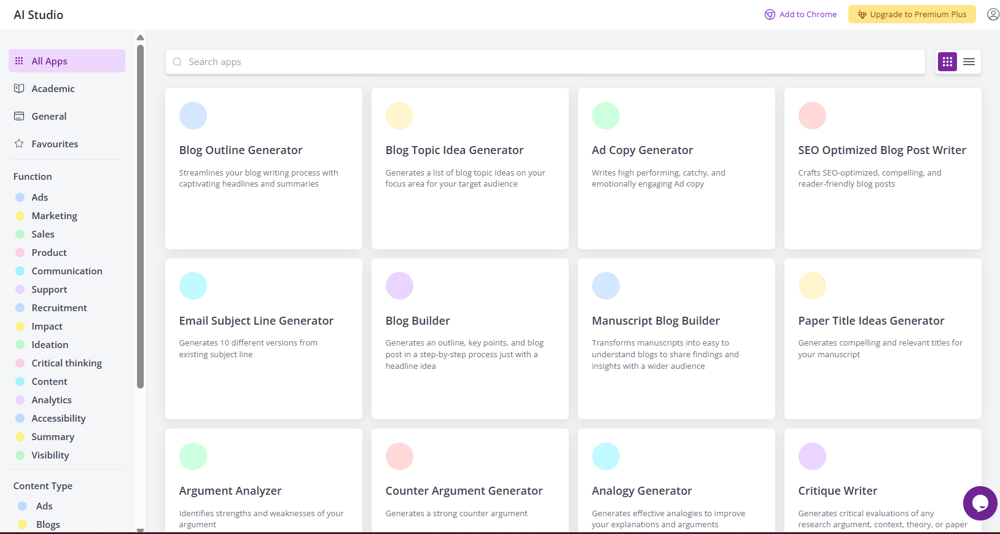 AI Studio
Add to Chrome
Upgrade to Premium Plus
All Apps
Academic
General
Favourites
Function
Ads
Marketing
Sales
Product
Communication
Support
Recruitment
Impact
Ideation
Critical thinking
Content
Analytics
Accessibility
Summary
Visibility
Content Type
Ads
Blogs
Search apps
Blog Outline Generator
Streamlines your blog writing process with
captivating headlines and summaries
Blog Topic Idea Generator
Generates a list of blog topic ideas on your
focus area for your target audience
Ad Copy Generator
Writes high performing, catchy, and
emotionally engaging Ad copy
SEO Optimized Blog Post Writer
Crafts SEO-optimized, compelling, and
reader-friendly blog posts
Email Subject Line Generator
Generates 10 different versions from
existing subject line
Blog Builder
Generates an outline, key points, and blog
post in a step-by-step process just with a
headline idea
Manuscript Blog Builder
Transforms manuscripts into easy to
understand blogs to share findings and
insights with a wider audience
Paper Title Ideas Generator
Generates compelling and relevant titles for
your manuscript
Argument Analyzer
Identifies strengths and weaknesses of your
argument
Counter Argument Generator
Generates a strong counter argument
Analogy Generator
Generates effective analogies to improve
your explanations and arguments
Critique Writer
Generates critical evaluations of any
research argument, context, theory, or paper